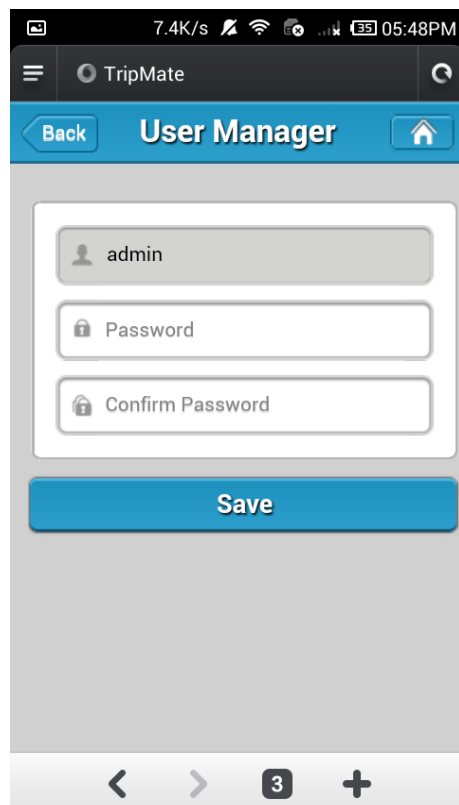 7.4K/s 35 05:48PM
TripMate
Back User Manager
admin
Password
Confirm Password
Save
3